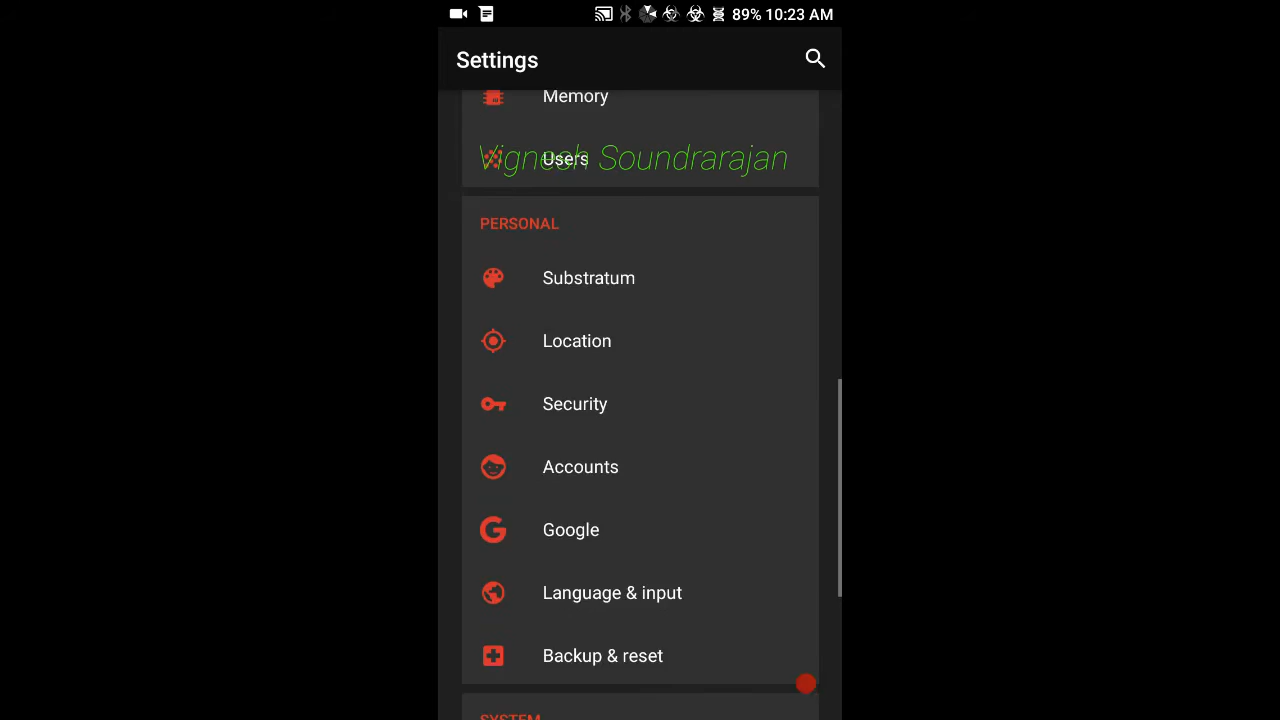 89% 10:23 AM
Settings
Memory
Users
Vignesh Soundrarajan
PERSONAL
Substratum
Location
Security
Accounts
Google
Language & input
Backup & reset
SYSTEM